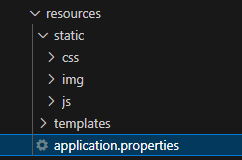 resources
static
css
img
js
templates
application.properties